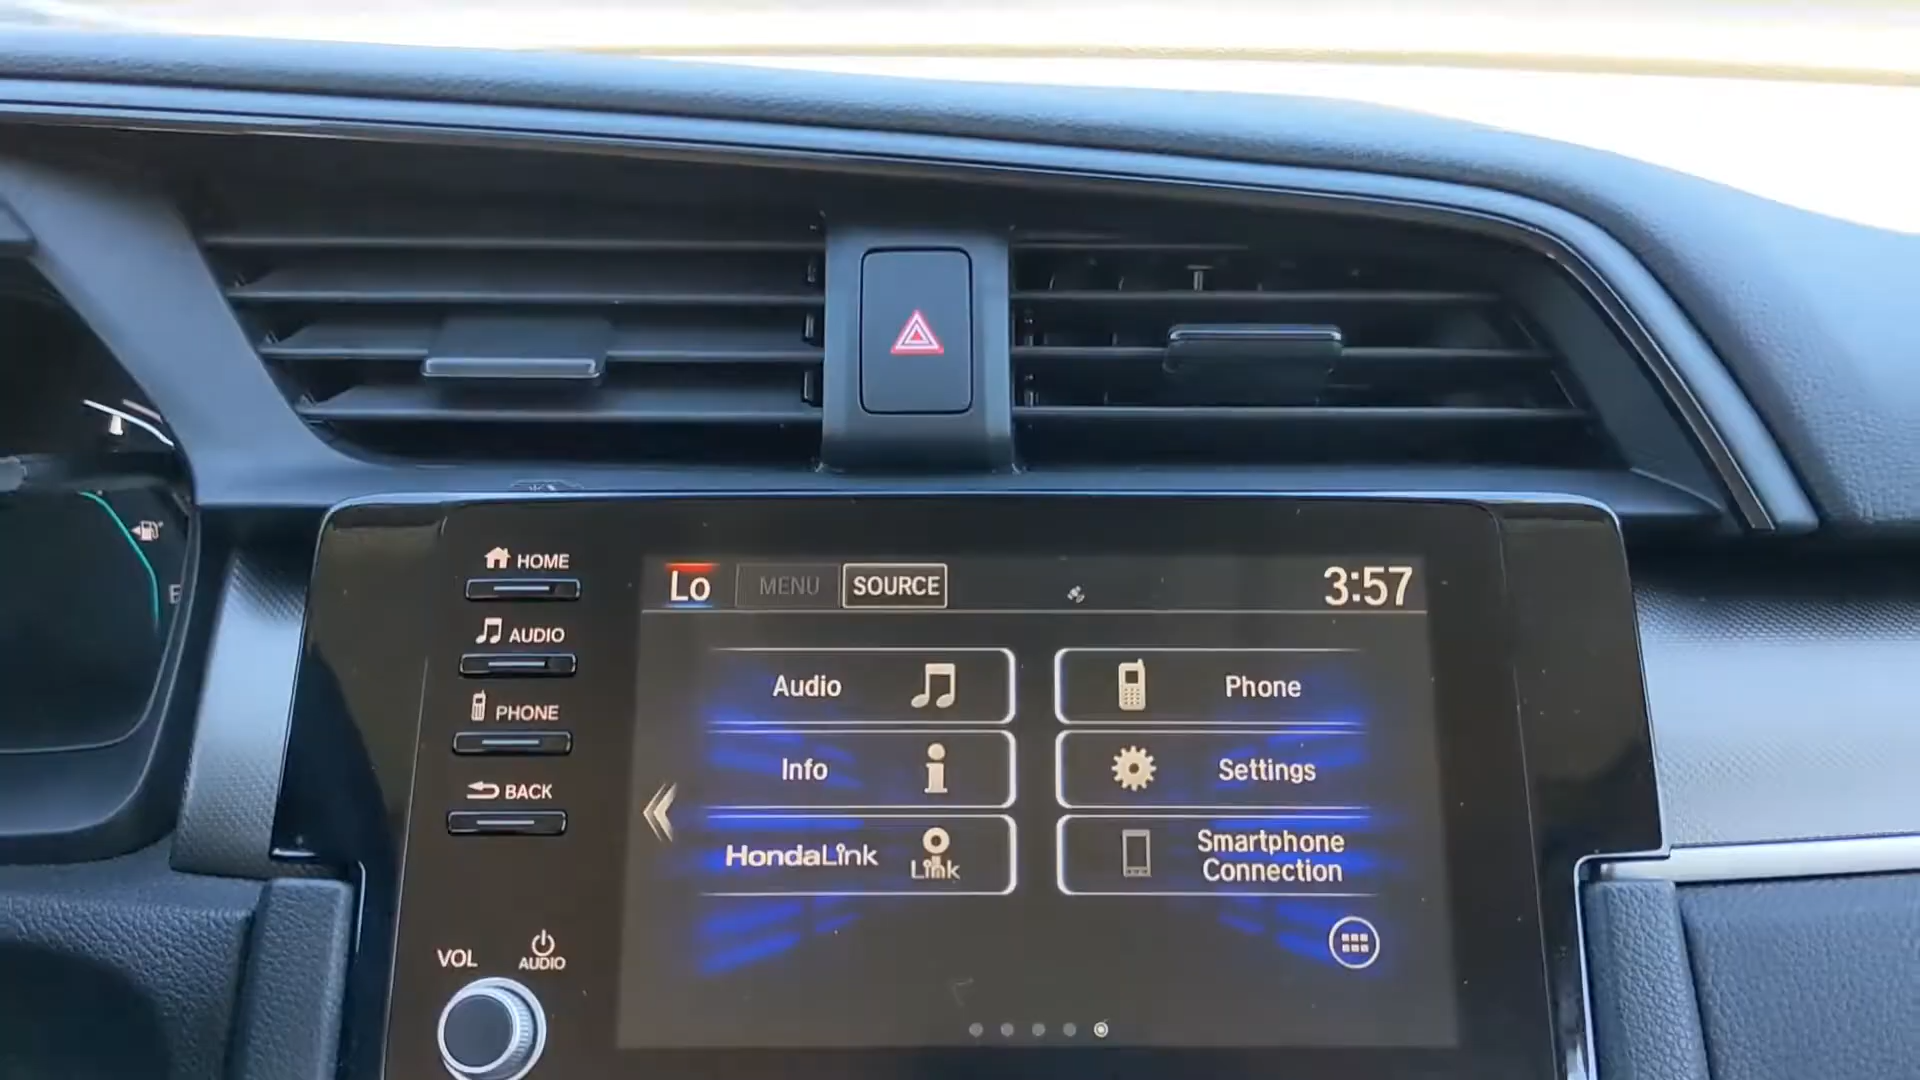 HOME
AUDIO
PHONE
BACK
VOL
AUDIO
Lo MENU SOURCE 3:57
Audio Phone
Info Settings
HondaLink Link Smartphone
Connection